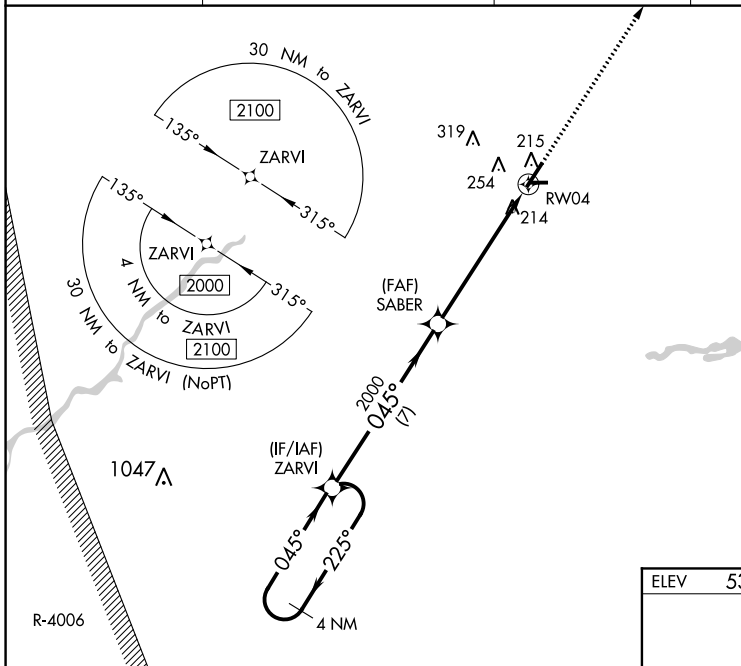 30 NM to ZARVI
2100
135°
ZARVI
315°
135°
ZARVI
2000
315°
4 NM to ZARVI
2100
30 NM to ZARVI (NoPT)
319
215
254
RW04
214
(FAF)
SABER
2000
045°
(7)
(IF/IAF)
ZARVI
1047
045°
225°
4 NM
R-4006
ELEV